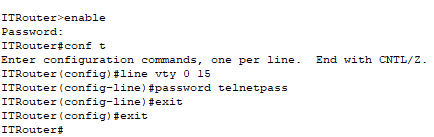 ITRouter>enable
Password:
ITRouter#conf t
Enter configuration commands, one per line.  End with CNTL/Z.
ITRouter(config)#line vty 0 15
ITRouter(config-line)#password telnetpass
ITRouter(config-line)#exit
ITRouter(config)#exit
ITRouter#